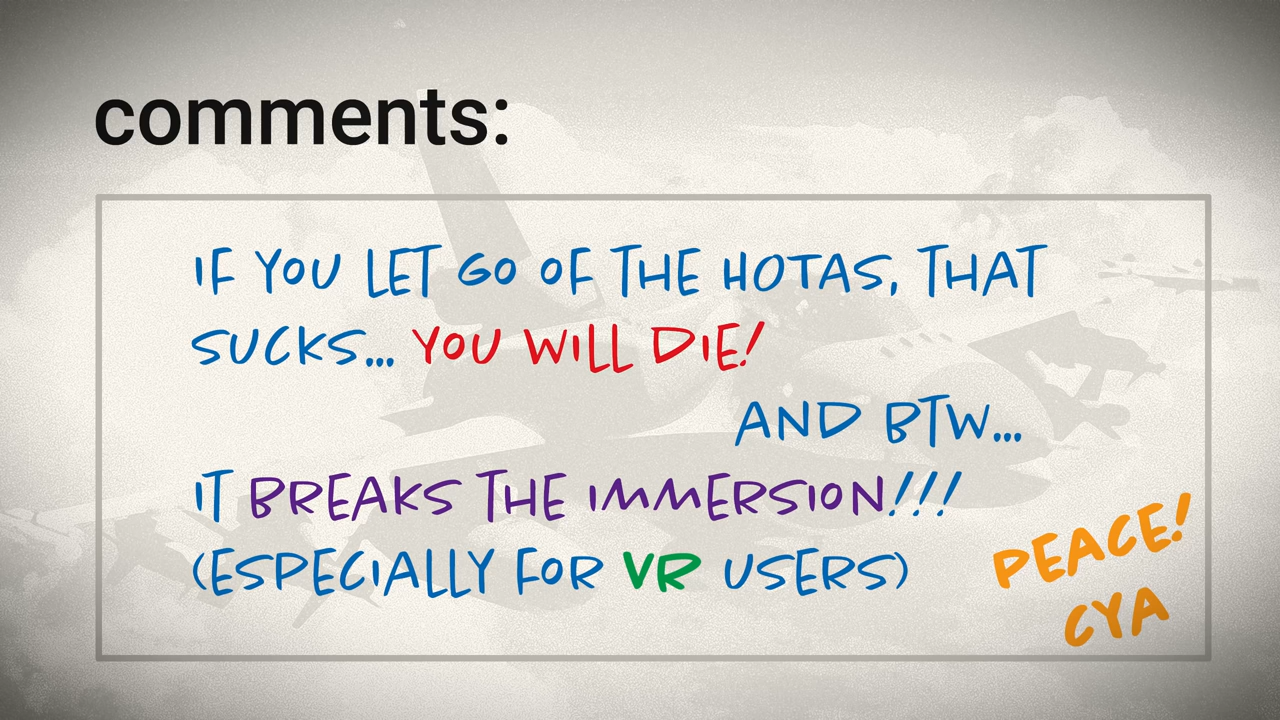 comments:
IF YOU LET GO OF THE HOTAS, THAT
SUCKS... YOU WILL DIE!
AND BTW...
IT BREAKS THE IMMERSION!!!
(ESPECIALLY FOR VR USERS)
PEACE!
CYA